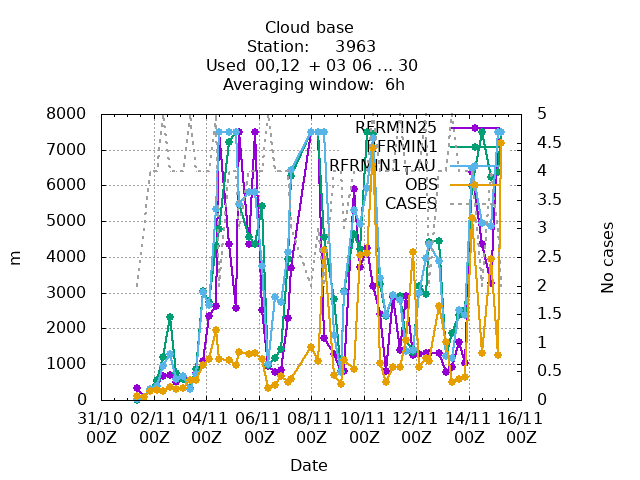 Cloud base
Station: 3963
Used 00,12 + 03 06 ... 30
Averaging window: 6h
8000
7000
6000
5000
4000
3000
2000
1000
0
m
5
4.5
4
3.5
3
2.5
2
1.5
1
0.5
0
No cases
RFRMIN25
RFRMIN1
RFRMIN1-AU
OBS
CASES
31/10 02/11 04/11 06/11 08/11 10/11 12/11 14/11 16/11
00Z 00Z 00Z 00Z 00Z 00Z 00Z 00Z 00Z
Date